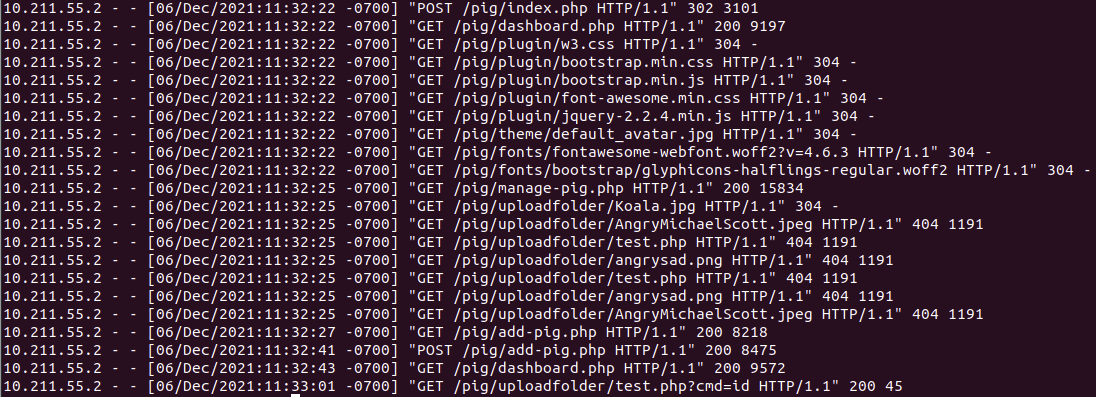 10.211.55.2 - - [06/Dec/2021:11:32:22 -0700] "POST /pig/index.php HTTP/1.1" 302 3101
10.211.55.2 - - [06/Dec/2021:11:32:22 -0700] "GET /pig/dashboard.php HTTP/1.1" 200 9197
10.211.55.2 - - [06/Dec/2021:11:32:22 -0700] "GET /pig/plugin/w3.css HTTP/1.1" 304 -
10.211.55.2 - - [06/Dec/2021:11:32:22 -0700] "GET /pig/plugin/bootstrap.min.css HTTP/1.1" 304 -
10.211.55.2 - - [06/Dec/2021:11:32:22 -0700] "GET /pig/plugin/bootstrap.min.js HTTP/1.1" 304 -
10.211.55.2 - - [06/Dec/2021:11:32:22 -0700] "GET /pig/plugin/font-awesome.min.css HTTP/1.1" 304 -
10.211.55.2 - - [06/Dec/2021:11:32:22 -0700] "GET /pig/plugin/jquery-2.2.4.min.js HTTP/1.1" 304 -
10.211.55.2 - - [06/Dec/2021:11:32:22 -0700] "GET /pig/theme/default_avatar.jpg HTTP/1.1" 304 -
10.211.55.2 - - [06/Dec/2021:11:32:22 -0700] "GET /pig/fonts/fontawesome-webfont.woff2?v=4.6.3 HTTP/1.1" 304 -
10.211.55.2 - - [06/Dec/2021:11:32:22 -0700] "GET /pig/fonts/bootstrap/glyphicons-halflings-regular.woff2 HTTP/1.1" 304 -
10.211.55.2 - - [06/Dec/2021:11:32:25 -0700] "GET /pig/manage-pig.php HTTP/1.1" 200 15834
10.211.55.2 - - [06/Dec/2021:11:32:25 -0700] "GET /pig/uploadfolder/Koala.jpg HTTP/1.1" 304 -
10.211.55.2 - - [06/Dec/2021:11:32:25 -0700] "GET /pig/uploadfolder/AngryMichaelScott.jpeg HTTP/1.1" 404 1191
10.211.55.2 - - [06/Dec/2021:11:32:25 -0700] "GET /pig/uploadfolder/test.php HTTP/1.1" 404 1191
10.211.55.2 - - [06/Dec/2021:11:32:25 -0700] "GET /pig/uploadfolder/angrysad.png HTTP/1.1" 404 1191
10.211.55.2 - - [06/Dec/2021:11:32:25 -0700] "GET /pig/uploadfolder/test.php HTTP/1.1" 404 1191
10.211.55.2 - - [06/Dec/2021:11:32:25 -0700] "GET /pig/uploadfolder/angrysad.png HTTP/1.1" 404 1191
10.211.55.2 - - [06/Dec/2021:11:32:25 -0700] "GET /pig/uploadfolder/AngryMichaelScott.jpeg HTTP/1.1" 404 1191
10.211.55.2 - - [06/Dec/2021:11:32:27 -0700] "GET /pig/add-pig.php HTTP/1.1" 200 8218
10.211.55.2 - - [06/Dec/2021:11:32:41 -0700] "POST /pig/add-pig.php HTTP/1.1" 200 8475
10.211.55.2 - - [06/Dec/2021:11:32:43 -0700] "GET /pig/dashboard.php HTTP/1.1" 200 9572
10.211.55.2 - - [06/Dec/2021:11:33:01 -0700] "GET /pig/uploadfolder/test.php?cmd=id HTTP/1.1" 200 45